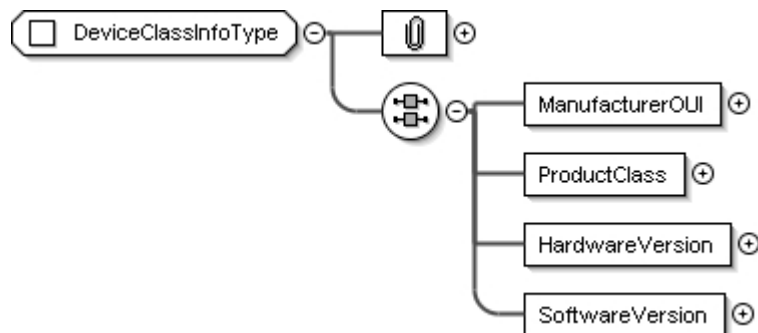 DeviceClassInfoType
ManufacturerOUI
ProductClass
HardwareVersion
SoftwareVersion